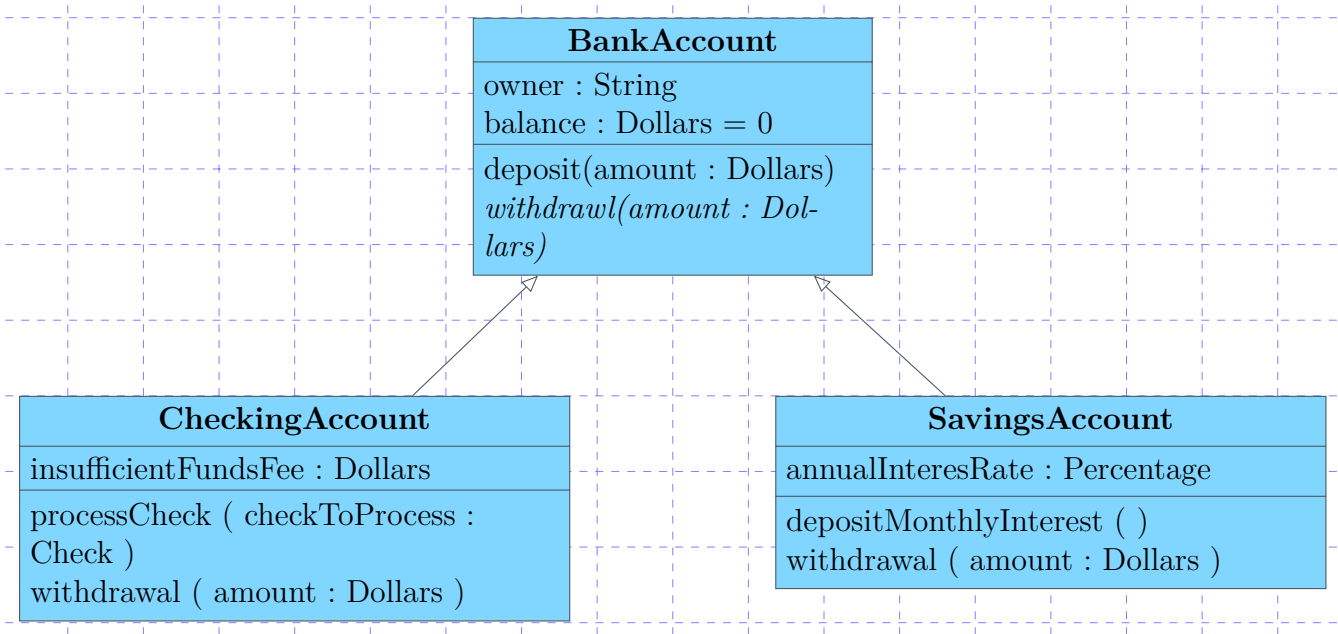 BankAccount
owner : String
balance : Dollars = 0
deposit(amount : Dollars)
withdrawl(amount : Dol-
lars)
CheckingAccount
insufficientFundsFee : Dollars
processCheck ( checkToProcess :
Check )
withdrawal ( amount : Dollars )
SavingsAccount
annualInteresRate : Percentage
depositMonthlyInterest ( )
withdrawal ( amount : Dollars )